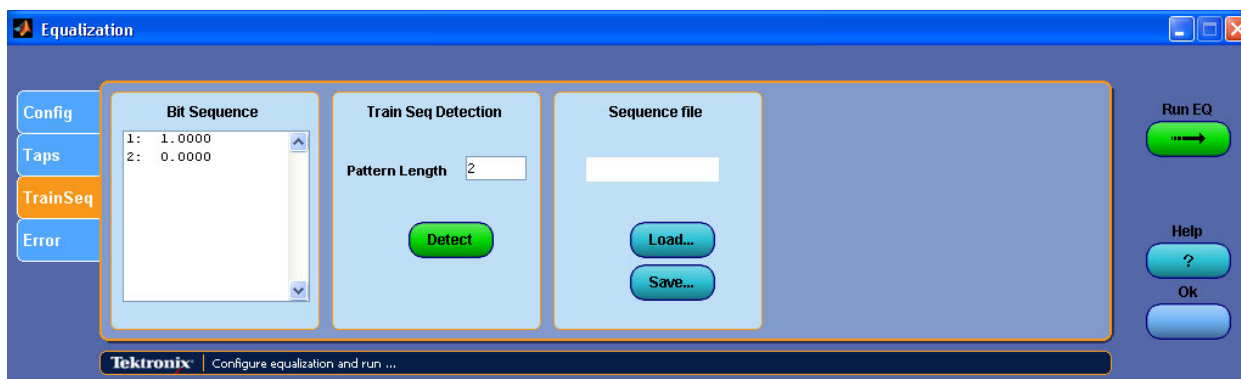 Equalization
Config
Taps
TrainSeq
Error
Bit Sequence
1: 1.0000
2: 0.0000
Train Seq Detection
Pattern Length 2
Detect
Sequence file
Load...
Save...
Run EQ
Help
?
Ok
Tektronix | Configure equalization and run ...